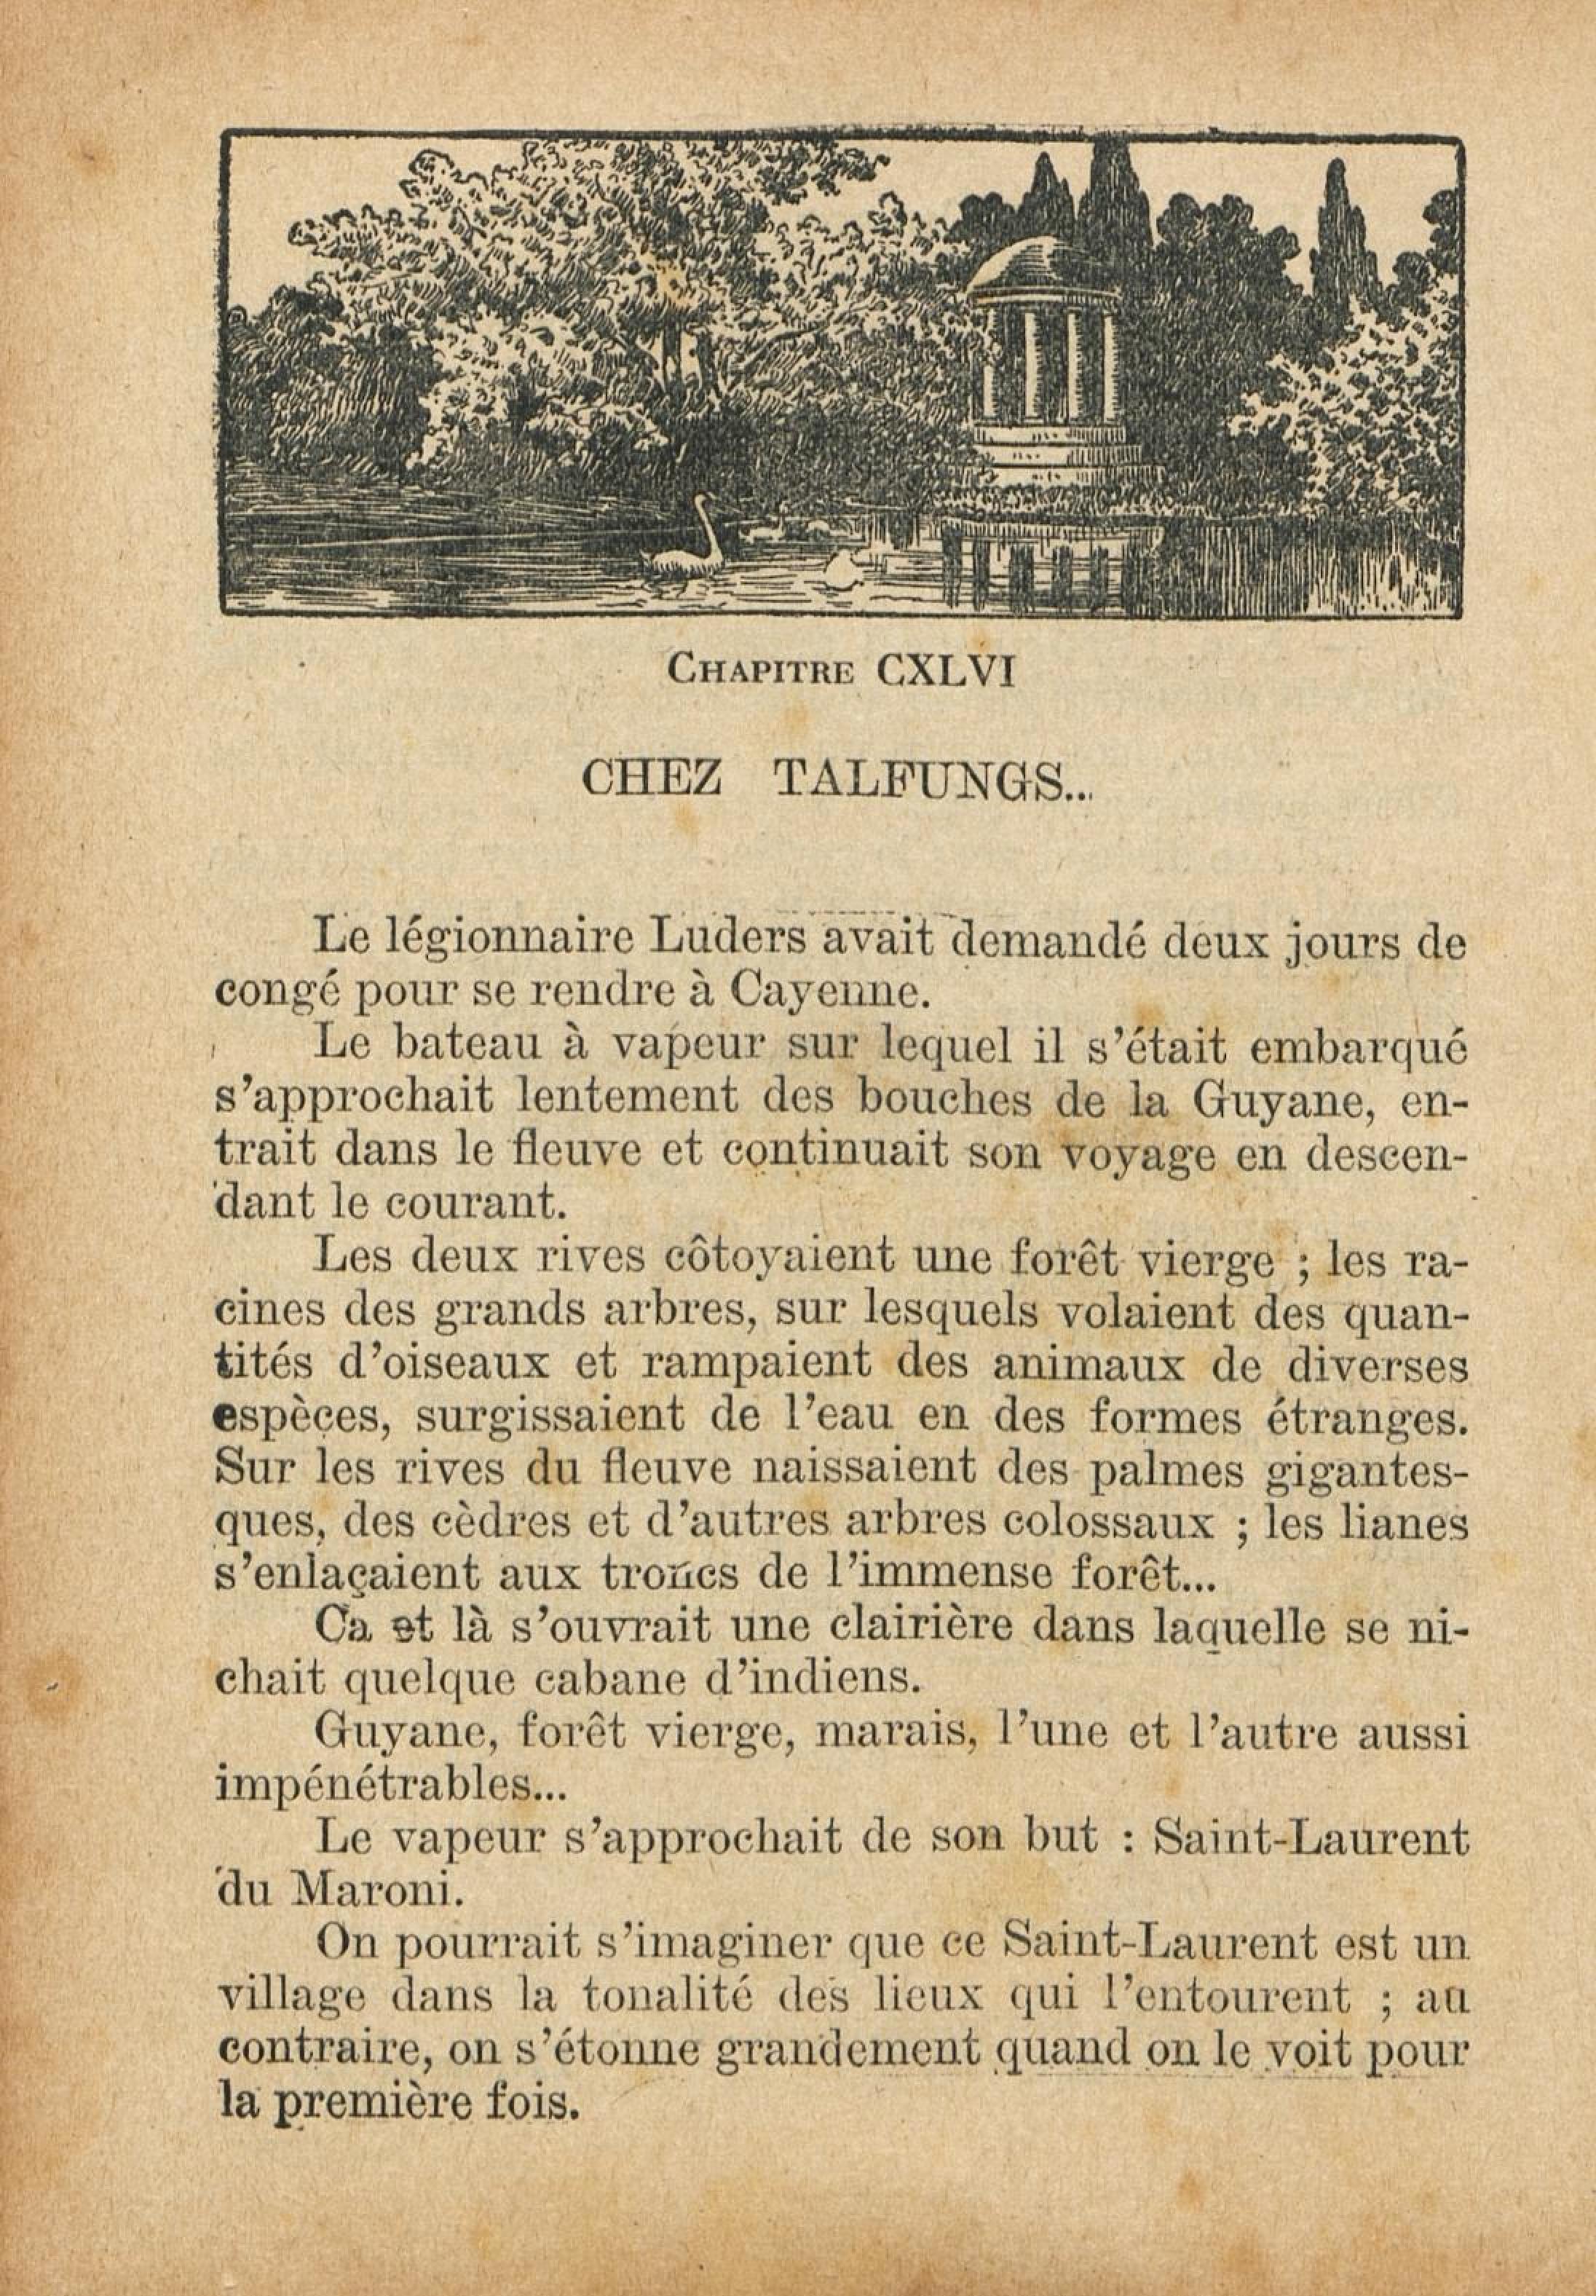 CHAPITRE CXLVI
CHEZ TALFUNGS...
Le légionnaire Luders avait demandé deux jours de
congé pour se rendre à Cayenne.
Le bateau à vapeur sur lequel il s'était embarqué
s'approchait lentement des bouches de la Guyane, en-
trait dans le fleuve et continuait son voyage en descen-
dant le courant.
Les deux rives côtoyaient une forêt vierge ; les ra-
cines des grands arbres, sur lesquels volaient des quan-
tités d'oiseaux et rampaient des animaux de diverses
espèces, surgissaient de l'eau en des formes étranges.
Sur les rives du fleuve naissaient des palmes gigantes-
ques, des cèdres et d'autres arbres colossaux ; les lianes
s'enlaçaient aux troncs de l'immense forêt...
Ça et là s'ouvrait une clairière dans laquelle se ni-
chait quelque cabane d'indiens.
Guyane, forêt vierge, marais, l'une et l'autre aussi
impénétrables...
Le vapeur s'approchait de son but : Saint-Laurent
du Maroni.
On pourrait s'imaginer que ce Saint-Laurent est un
village dans la tonalité des lieux qui l'entourent ; au
contraire, on s'étonne grandement quand on le voit pour
la première fois.